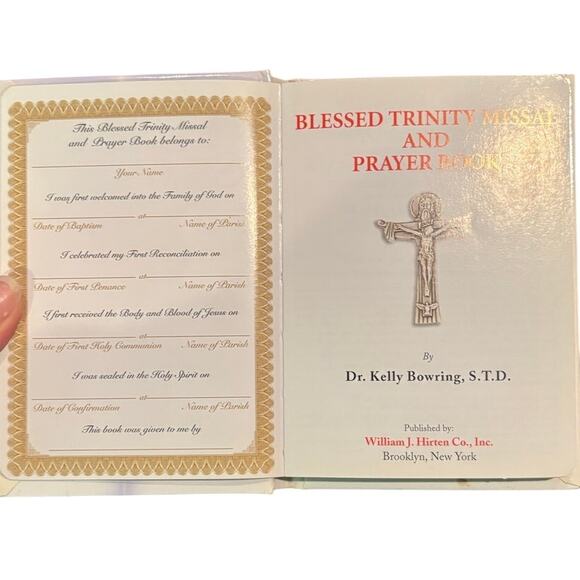 This Blessed Trinity Missal
and Prayer Book belongs to:
Your Name
I was first welcomed into the Family of God on
at
Date of Baptism Name of Parish
I celebrated my First Reconciliation on
at
Date of First Penance Name of Parish
I first received the Body and Blood of Jesus on
at
Date of First Holy Communion Name of Parish
I was sealed in the Holy Spirit on
at
Date of Confirmation Name of Parish
This book was given to me by
BLESSED TRINITY MISSAL
AND
PRAYER BOOK
By
Dr. Kelly Bowring, S.T.D.
Published by:
William J. Hirten Co., Inc.
Brooklyn, New York